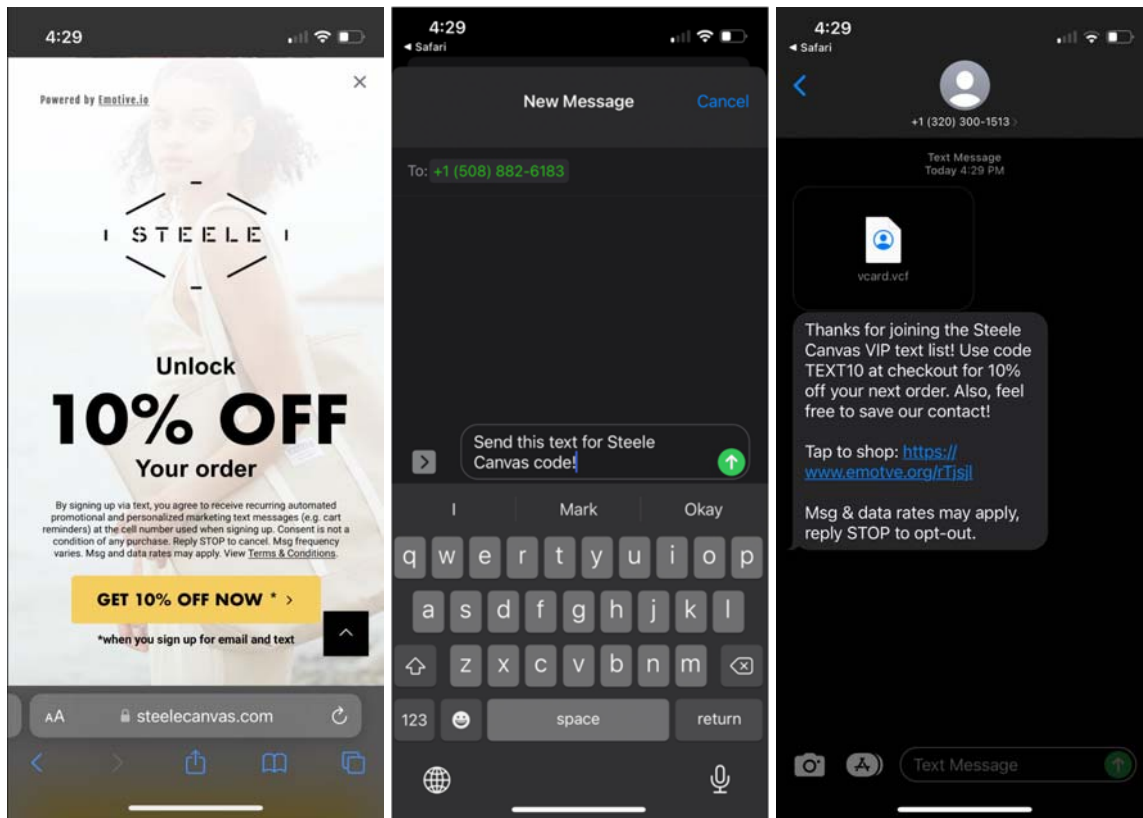 4:29
Powered by Emotive.io
STEELE
Unlock
10% OFF
Your order
By signing up via text, you agree to receive recurring automated
promotional and personalized marketing text messages (e.g. cart
reminders) at the cell number used when signing up. Consent is not a
condition of any purchase. Reply STOP to cancel. Msg frequency
varies. Msg and data rates may apply. View Terms & Conditions.
GET 10% OFF NOW * >
*when you sign up for email and text
AA
steelecanvas.com
4:29
◀ Safari
New Message
Cancel
To: +1 (508) 882-6183
Send this text for Steele
Canvas code!
I
Mark
Okay
q w e r t y u i o p
a s d f g h j k l
z x c v b n m
123
space
return
4:29
◀ Safari
+1 (320) 300-1513 >
Text Message
Today 4:29 PM
vcard.vcf
Thanks for joining the Steele
Canvas VIP text list! Use code
TEXT10 at checkout for 10%
off your next order. Also, feel
free to save our contact!
Tap to shop: https://
www.emotve.org/rTjsjl
Msg & data rates may apply,
reply STOP to opt-out.
Text Message